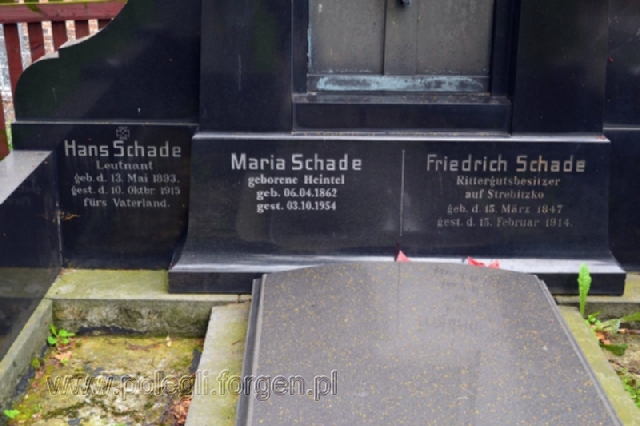 Hans Schade
Leutnant
geb. d. 13. Mai 1893.
gest. d. 10. Oktbr 1915
fürs Vaterland.
Maria Schade
geborene Heintel
geb. 06.04.1862
gest. 03.10.1954
Friedrich Schade
Rittergutsbesitzer
auf Strebitzko
geb. d. 15. März 1847
gest. d. 15. Februar 1914.
www.polegli.forgen.pl